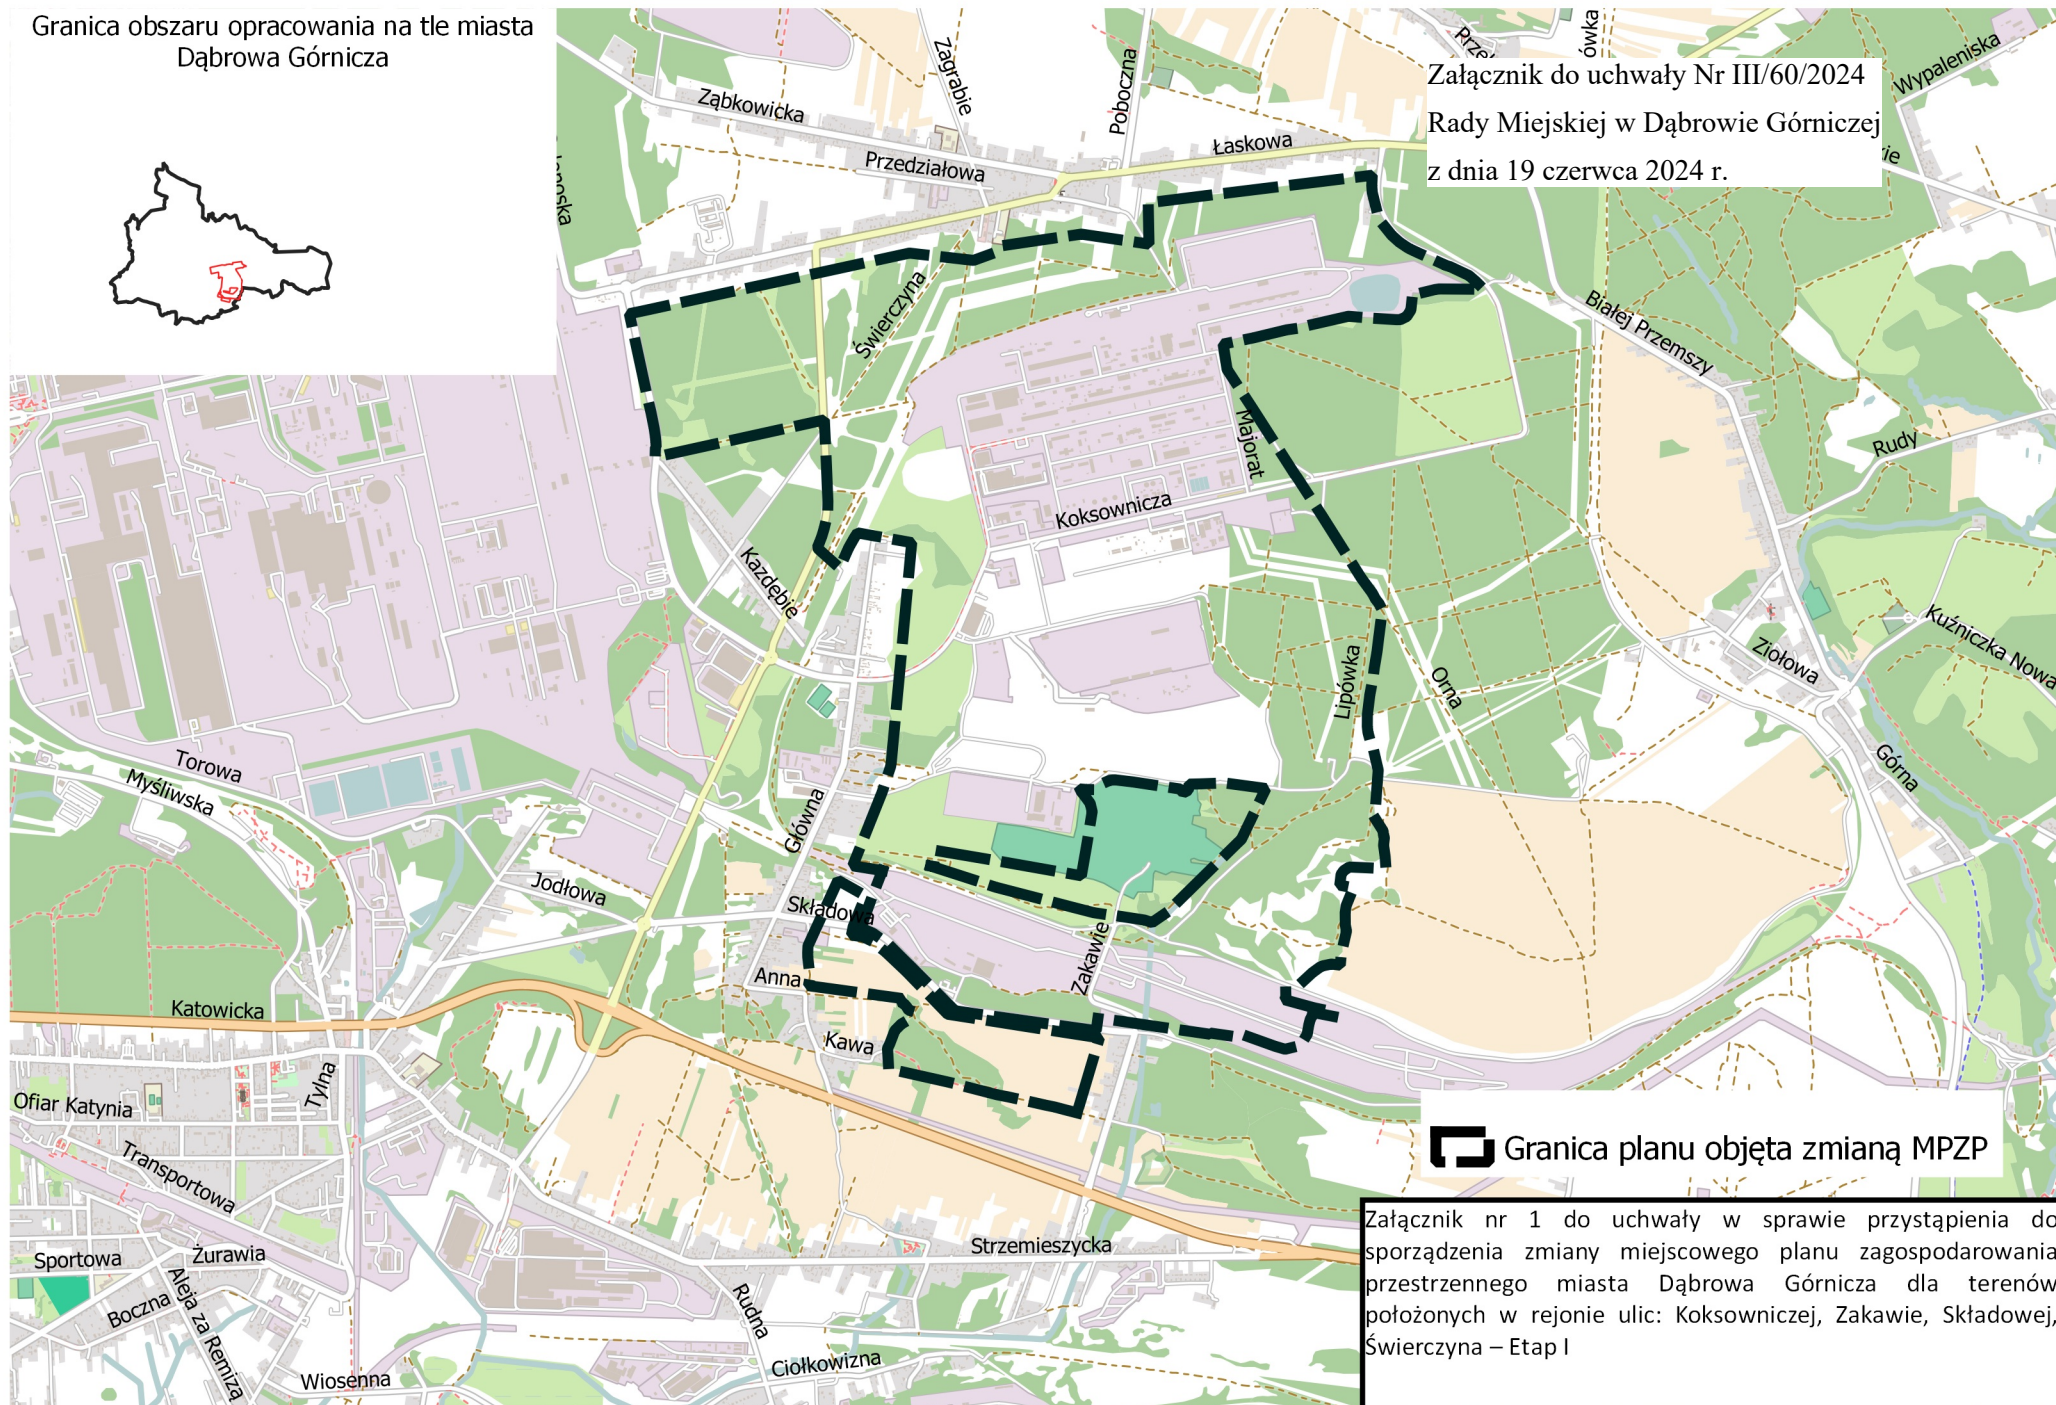 Granica obszaru opracowania na tle miasta
Dąbrowa Górnicza
Załącznik do uchwały Nr III/60/2024
Rady Miejskiej w Dąbrowie Górniczej
z dnia 19 czerwca 2024 r.
Zagrabie
Poboczna
Wypaleniska
Ząbkowicka
Przedziałowa
Łaskowa
Świerczyna
Białej Przemszy
Majorat
Rudy
Koksownicza
Kazdębie
Kuźniczka Nowa
Ziołowa
Lipówka
Orna
Torowa
Myśliwska
Górna
Główna
Jodłowa
Składowa
Zakawie
Anna
Katowicka
Kawa
Tylna
Ofiar Katynia
Transportowa
Granica planu objęta zmianą MPZP
Sportowa
Żurawia
Strzemieszycka
Boczna
Aleja za Remizą
Rudna
Ciołkowizna
Wiosenna
Załącznik nr 1 do uchwały w sprawie przystąpienia do
sporządzenia zmiany miejscowego planu zagospodarowania
przestrzennego miasta Dąbrowa Górnicza dla terenów
położonych w rejonie ulic: Koksowniczej, Zakawie, Składowej,
Świerczyna – Etap I